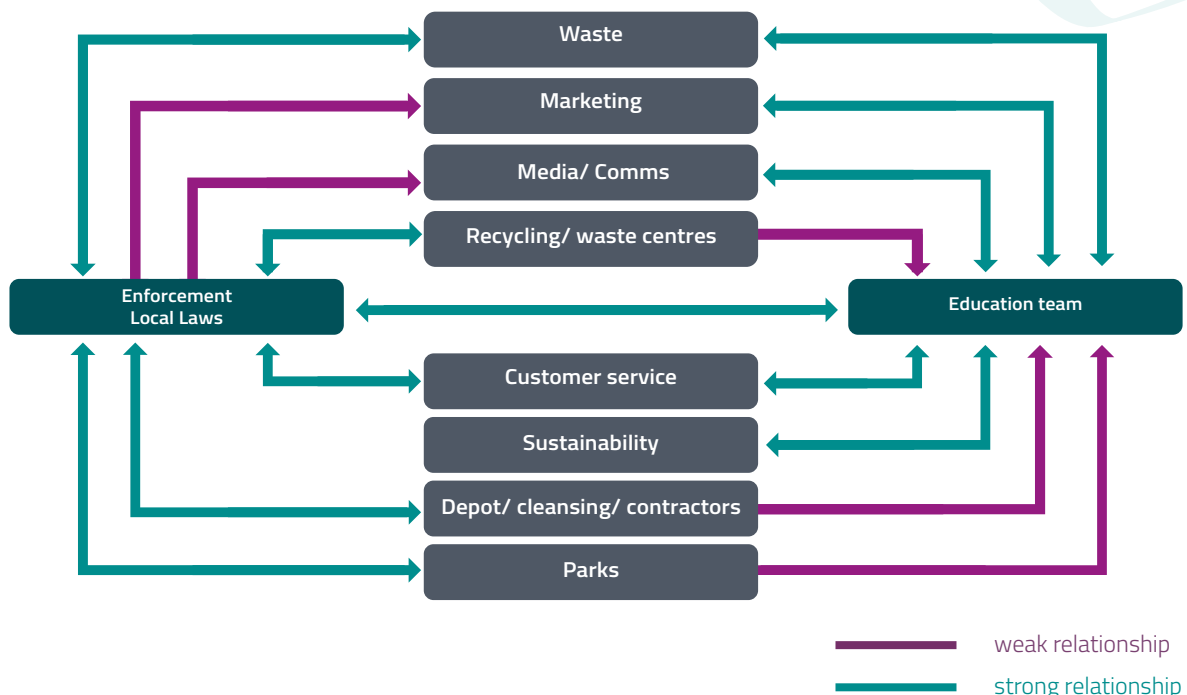 Waste
Marketing
Media/ Comms
Recycling/ waste centres
Enforcement
Local Laws
Education team
Customer service
Sustainability
Depot/ cleansing/ contractors
Parks
weak relationship
strong relationship